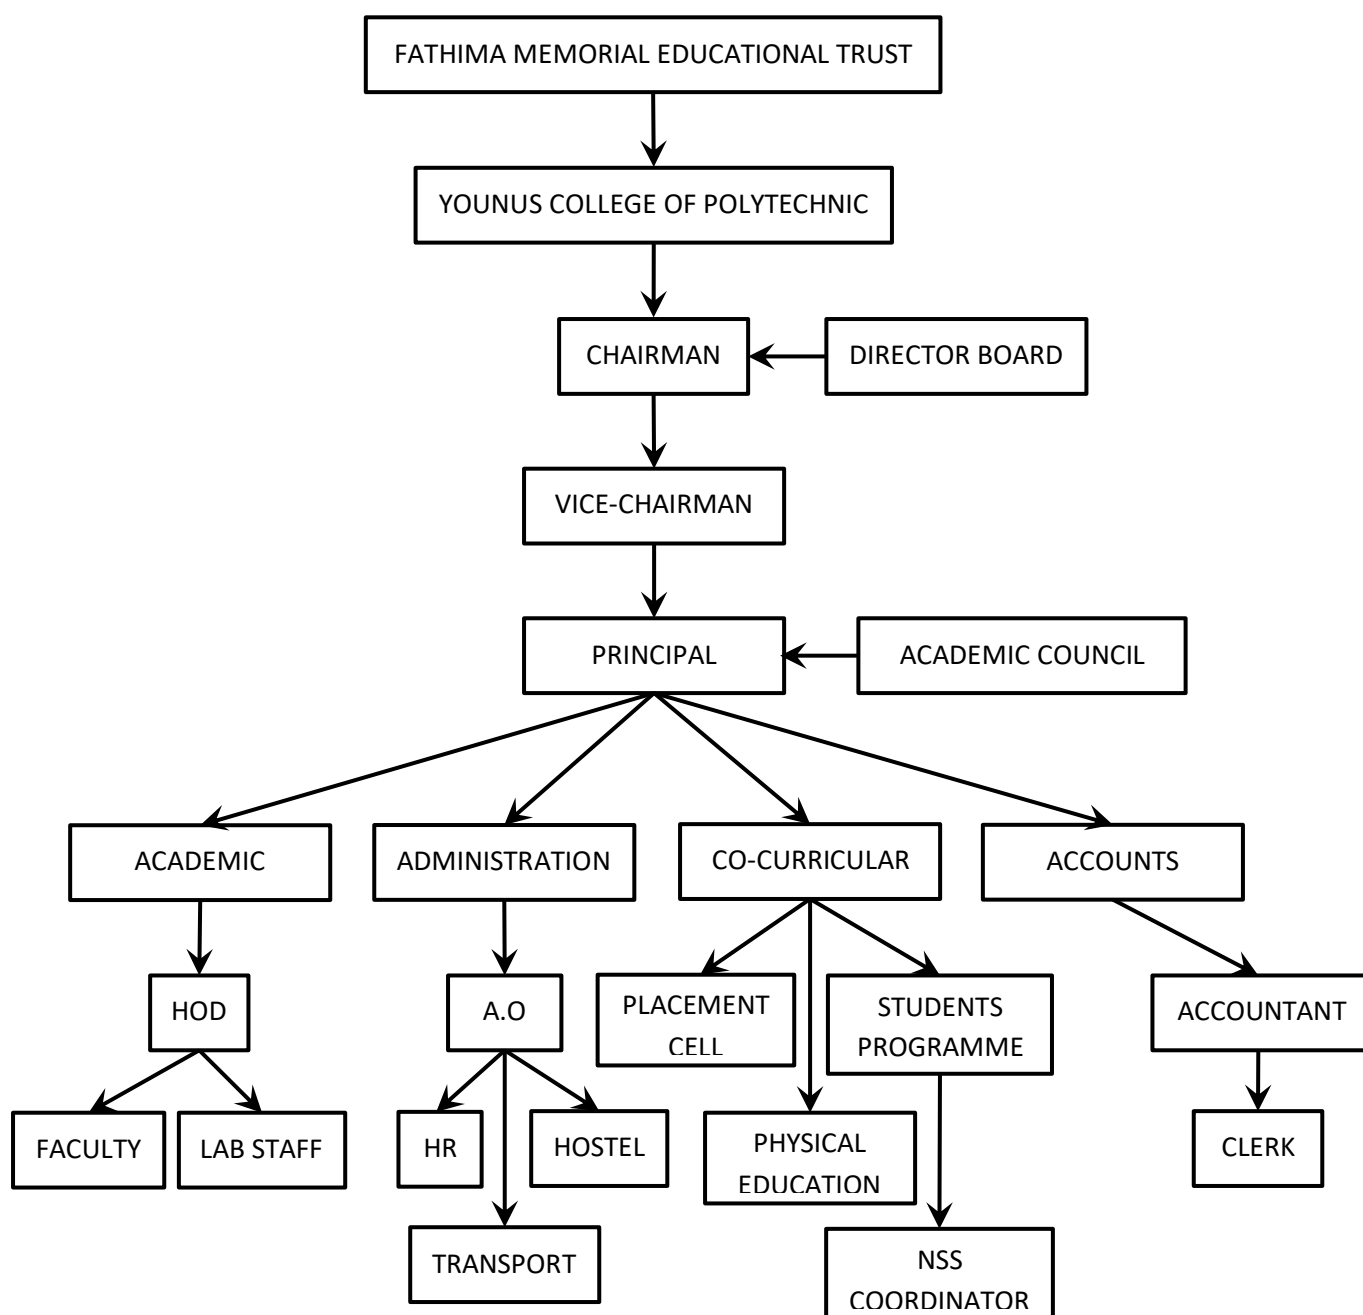 FATHIMA MEMORIAL EDUCATIONAL TRUST
YOUNUS COLLEGE OF POLYTECHNIC
CHAIRMAN
DIRECTOR BOARD
VICE-CHAIRMAN
PRINCIPAL
ACADEMIC COUNCIL
ACADEMIC
ADMINISTRATION
CO-CURRICULAR
ACCOUNTS
HOD
A.O
PLACEMENT
CELL
STUDENTS
PROGRAMME
ACCOUNTANT
FACULTY
LAB STAFF
HR
HOSTEL
PHYSICAL
EDUCATION
CLERK
TRANSPORT
NSS
COORDINATOR